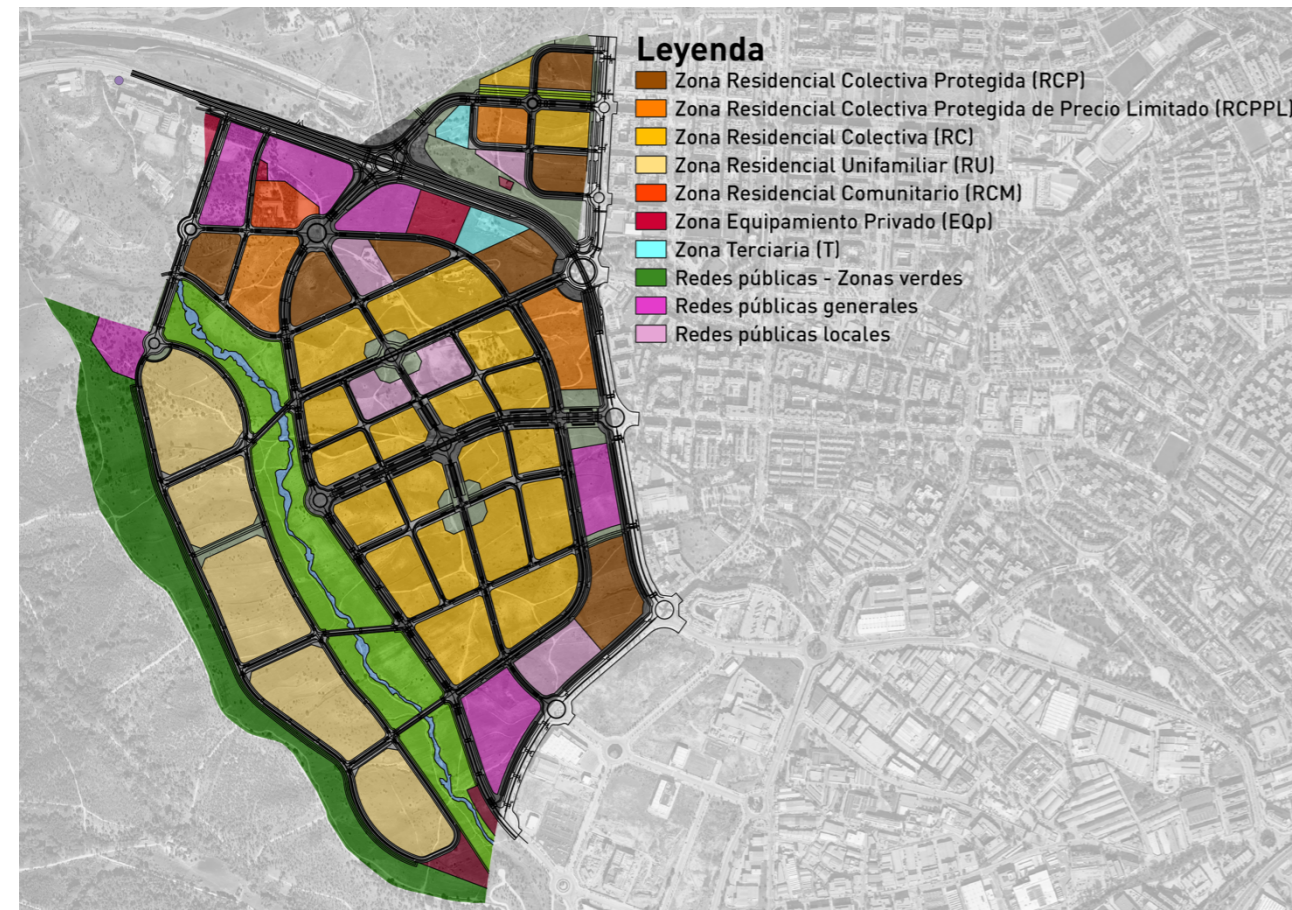 Leyenda
Zona Residencial Colectiva Protegida (RCP)
Zona Residencial Colectiva Protegida de Precio Limitado (RCPPL)
Zona Residencial Colectiva (RC)
Zona Residencial Unifamiliar (RU)
Zona Residencial Comunitario (RCM)
Zona Equipamiento Privado (EQp)
Zona Terciaria (T)
Redes públicas - Zonas verdes
Redes públicas generales
Redes públicas locales